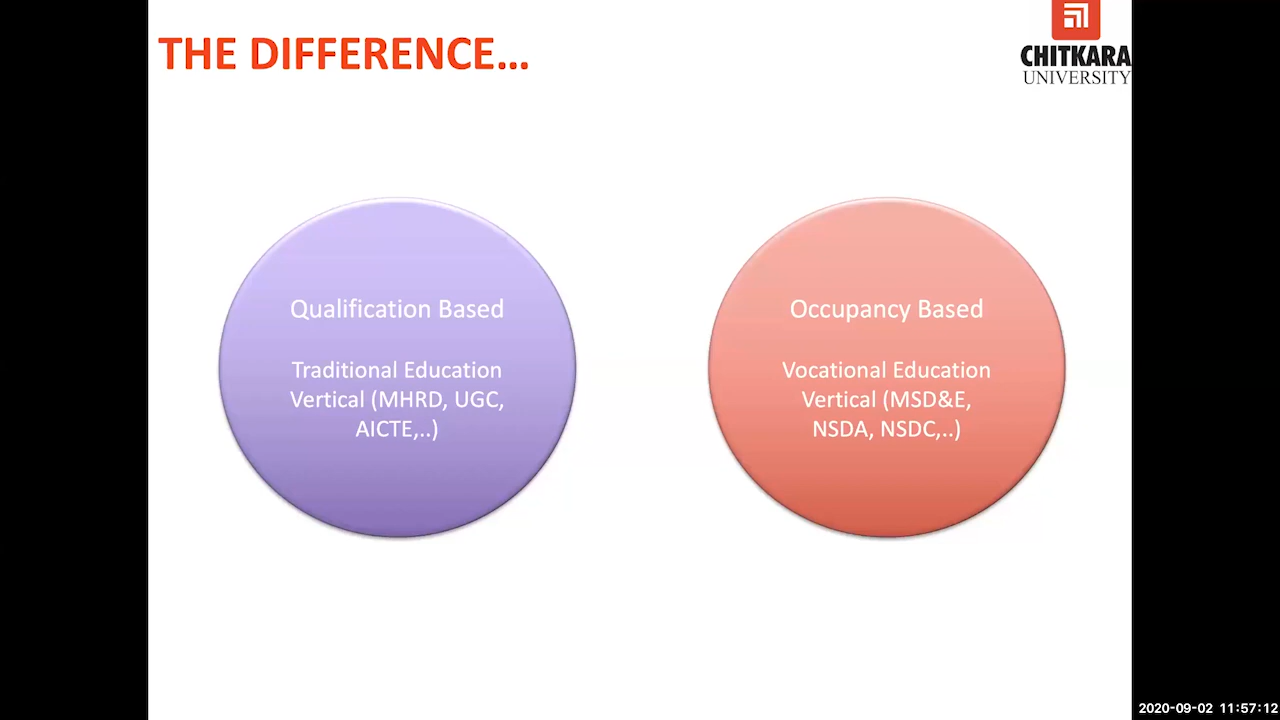 THE DIFFERENCE...
CHITKARA
UNIVERSITY
Qualification Based
Traditional Education
Vertical (MHRD, UGC,
AICTE,..)
Occupancy Based
Vocational Education
Vertical (MSD&E,
NSDA, NSDC,..)
2020-09-02 11:57:12